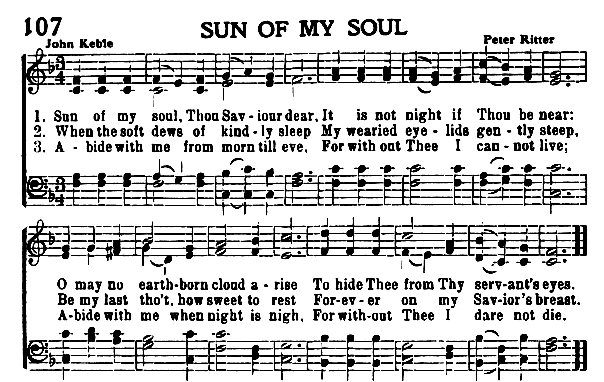 107 SUN OF MY SOUL
John Keble Peter Ritter
3/4
1. Sun of my soul, Thou Sav - iour dear, It is not night if Thou be near:
2. When the soft dews of kind - ly sleep My wearied eye - lids gen - tly steep,
3. A - bide with me from morn till eve, For with out Thee I can - not live;
3/4
O may no earth-born cloud a - rise To hide Thee from Thy serv-ant's eyes.
Be my last tho't, how sweet to rest For-ev-er on my Sav-ior's breast.
A-bide with me when night is nigh, For with-out Thee I dare not die.